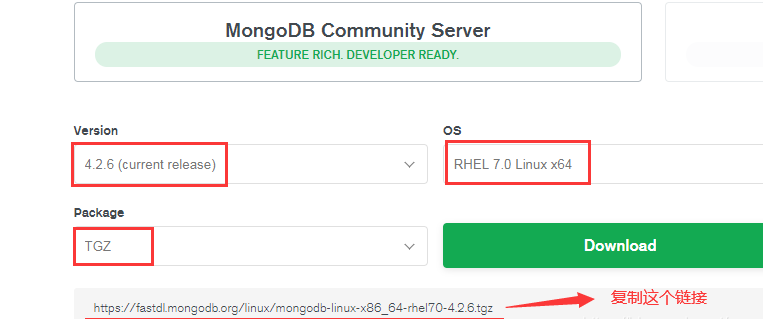 MongoDB Community Server
FEATURE RICH. DEVELOPER READY.
Version
OS
4.2.6 (current release)
RHEL 7.0 Linux x64
Package
TGZ
Download
https://fastdl.mongodb.org/linux/mongodb-linux-x86_64-rhel70-4.2.6.tgz
复制这个链接